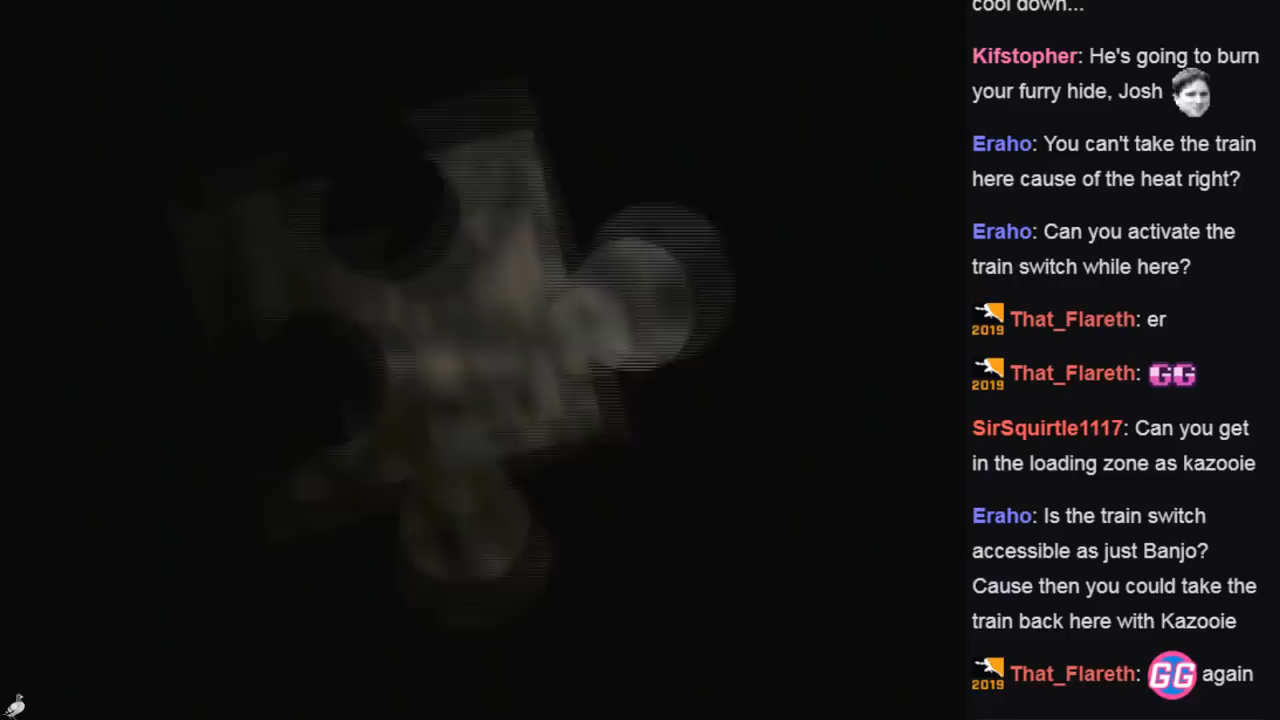 cool down...
Kifstopher: He's going to burn
your furry hide, Josh
Eraho: You can't take the train
here cause of the heat right?
Eraho: Can you activate the
train switch while here?
2019 That_Flareth: er
2019 That_Flareth: GG
SirSquirtle1117: Can you get
in the loading zone as kazooie
Eraho: Is the train switch
accessible as just Banjo?
Cause then you could take the
train back here with Kazooie
2019 That_Flareth: GG again